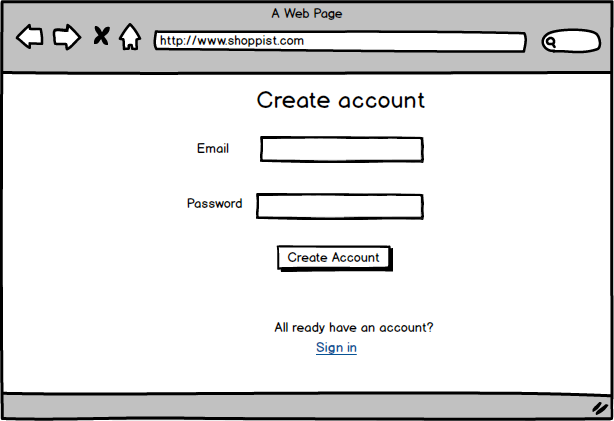 A Web Page
http://www.shoppist.com
Create account
Email
Password
Create Account
All ready have an account?
Sign in